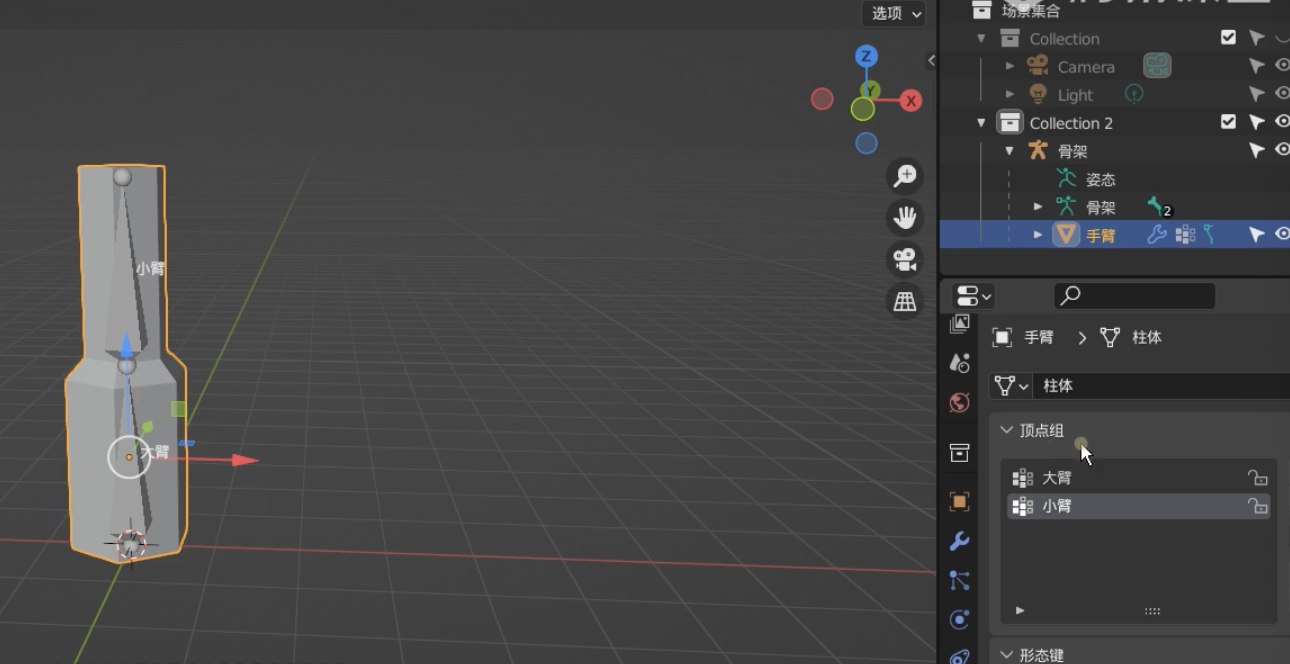 选项
场景集合
Collection
Z
Camera
Y
X
Light
Collection 2
骨架
姿态
骨架
2
小臂
手臂
手臂 > 柱体
柱体
顶点组
大臂
大臂
小臂
形态键